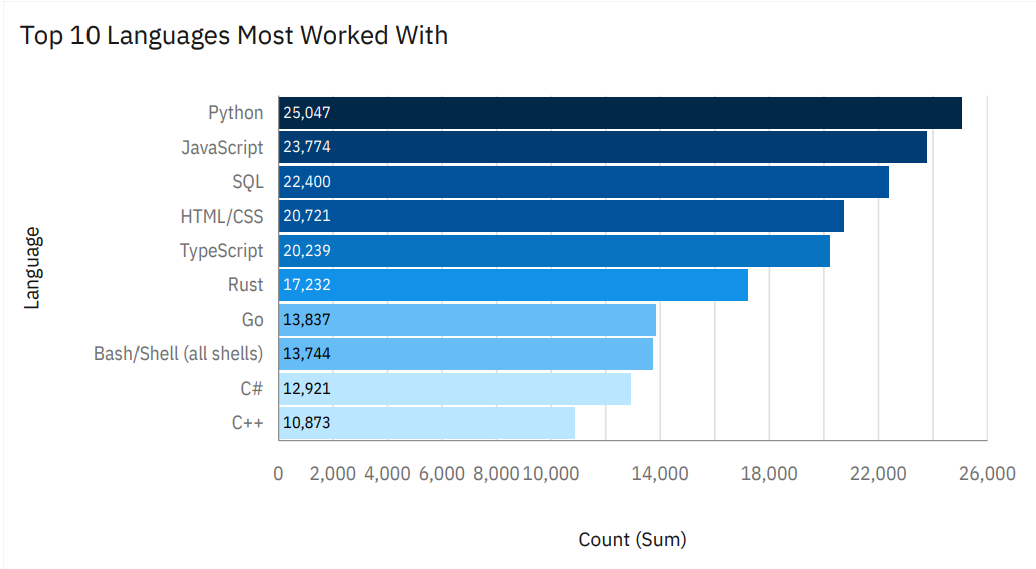 Top 10 Languages Most Worked With
Language
Python 25,047
JavaScript 23,774
SQL 22,400
HTML/CSS 20,721
TypeScript 20,239
Rust 17,232
Go 13,837
Bash/Shell (all shells) 13,744
C# 12,921
C++ 10,873
0 2,000 4,000 6,000 8,000 10,000 14,000 18,000 22,000 26,000
Count (Sum)